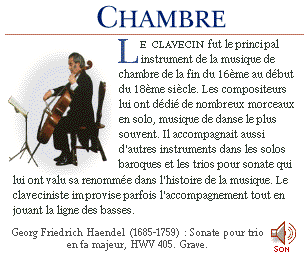 CHAMBRE
LE CLAVECIN fut le principal
instrument de la musique de
chambre de la fin du 16ème au début
du 18ème siècle. Les compositeurs
lui ont dédié de nombreux morceaux
en solo, musique de danse le plus
souvent. Il accompagnait aussi
d'autres instruments dans les solos
baroques et les trios pour sonate qui
lui ont valu sa renommée dans l'histoire de la musique. Le
claveciniste improvise parfois l'accompagnement tout en
jouant la ligne des basses.
Georg Friedrich Haendel (1685-1759) : Sonate pour trio
en fa majeur, HWV 405. Grave.
SON